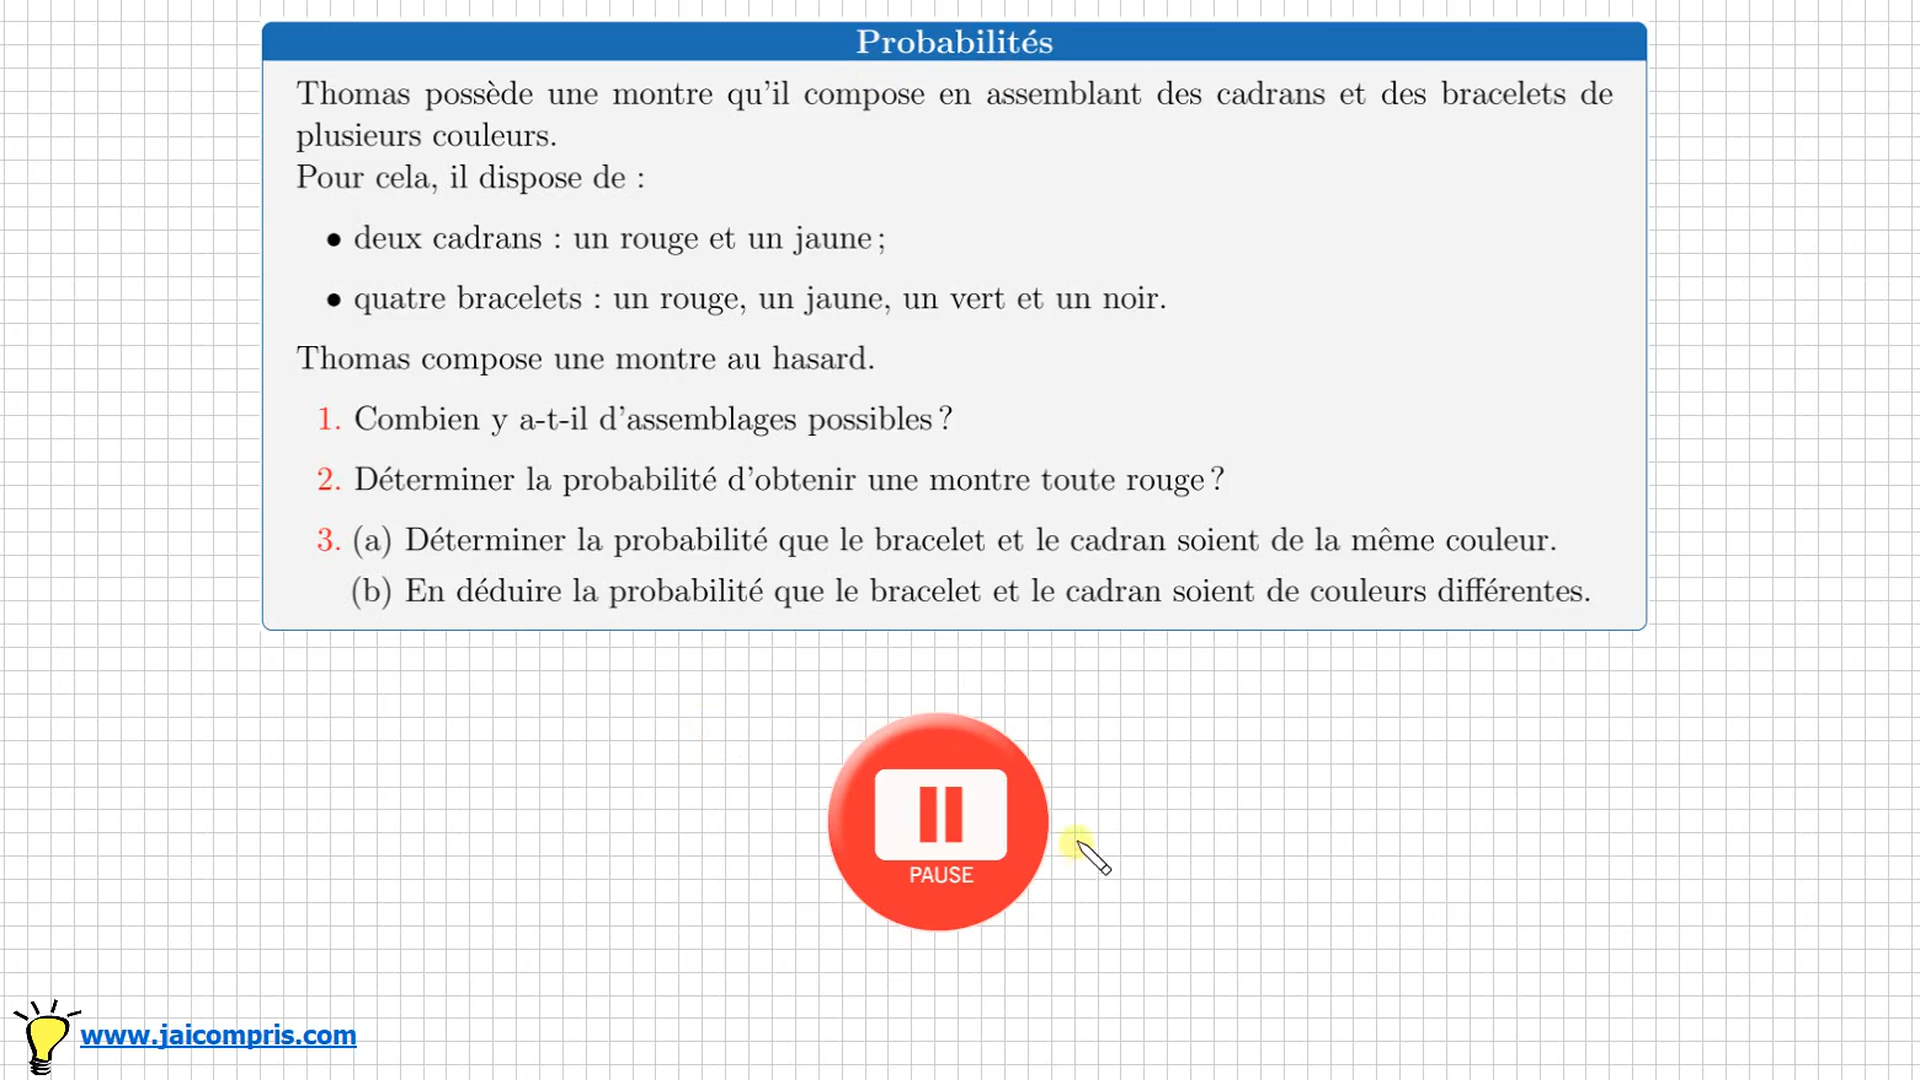 Probabilités
Thomas possède une montre qu'il compose en assemblant des cadrans et des bracelets de
plusieurs couleurs.
Pour cela, il dispose de :
• deux cadrans : un rouge et un jaune ;
• quatre bracelets : un rouge, un jaune, un vert et un noir.
Thomas compose une montre au hasard.
1. Combien y a-t-il d'assemblages possibles ?
2. Déterminer la probabilité d'obtenir une montre toute rouge ?
3. (a) Déterminer la probabilité que le bracelet et le cadran soient de la même couleur.
(b) En déduire la probabilité que le bracelet et le cadran soient de couleurs différentes.
PAUSE
www.jaicompris.com